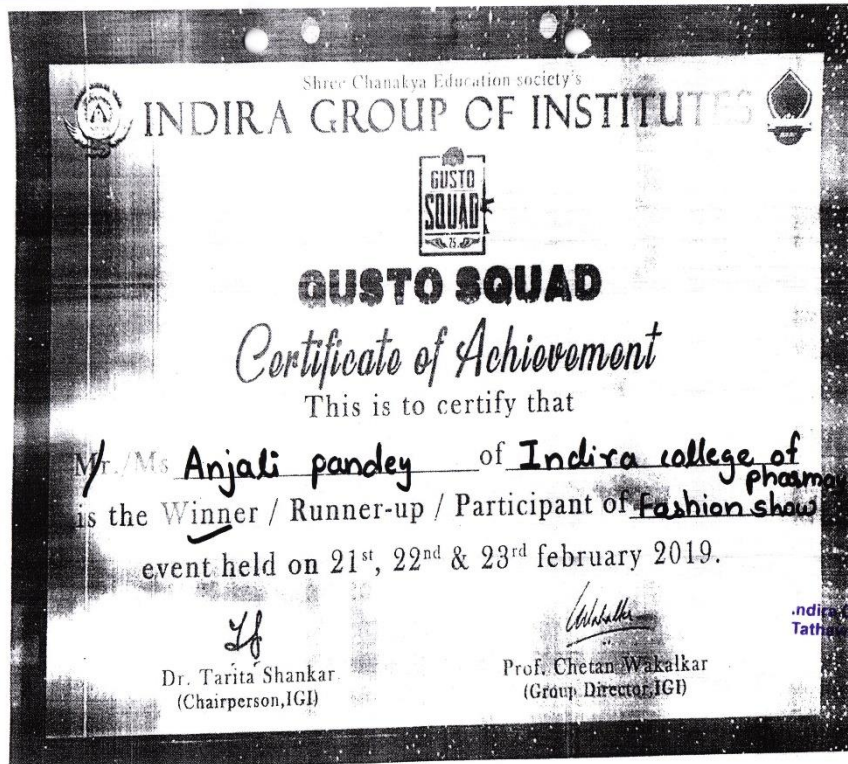 Shree Chanakya Education society's
INDIRA GROUP OF INSTITUTES
GUSTO
SQUAD
25
GUSTO SQUAD
Certificate of Achievement
This is to certify that
Mr./Ms Anjali pandey of Indira college of
is the Winner / Runner-up / Participant of fashion show
event held on 21st, 22nd & 23rd february 2019.
Dr. Tarita Shankar
(Chairperson,IGI)
Prof. Chetan Wakalkar
(Group Director,IGI)